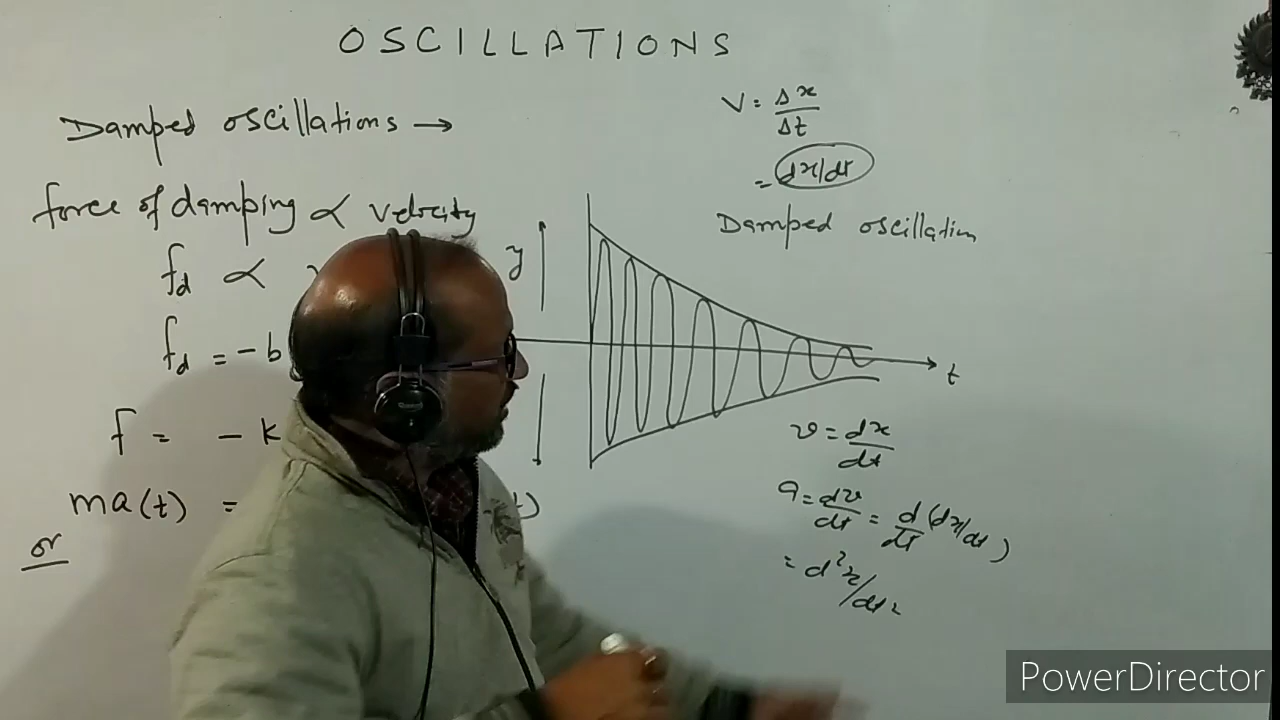 OSCILLATIONS
Damped oscillations →
force of damping ∝ velocity
fd ∝
fd = - b
f = - k
ma(t) = t)
or
V = Δx/Δt
= dx/dt
Damped oscillation
y
t
v = dx/dt
a = dv/dt = d/dt (dx/dt)
= d²x/dt²
PowerDirector